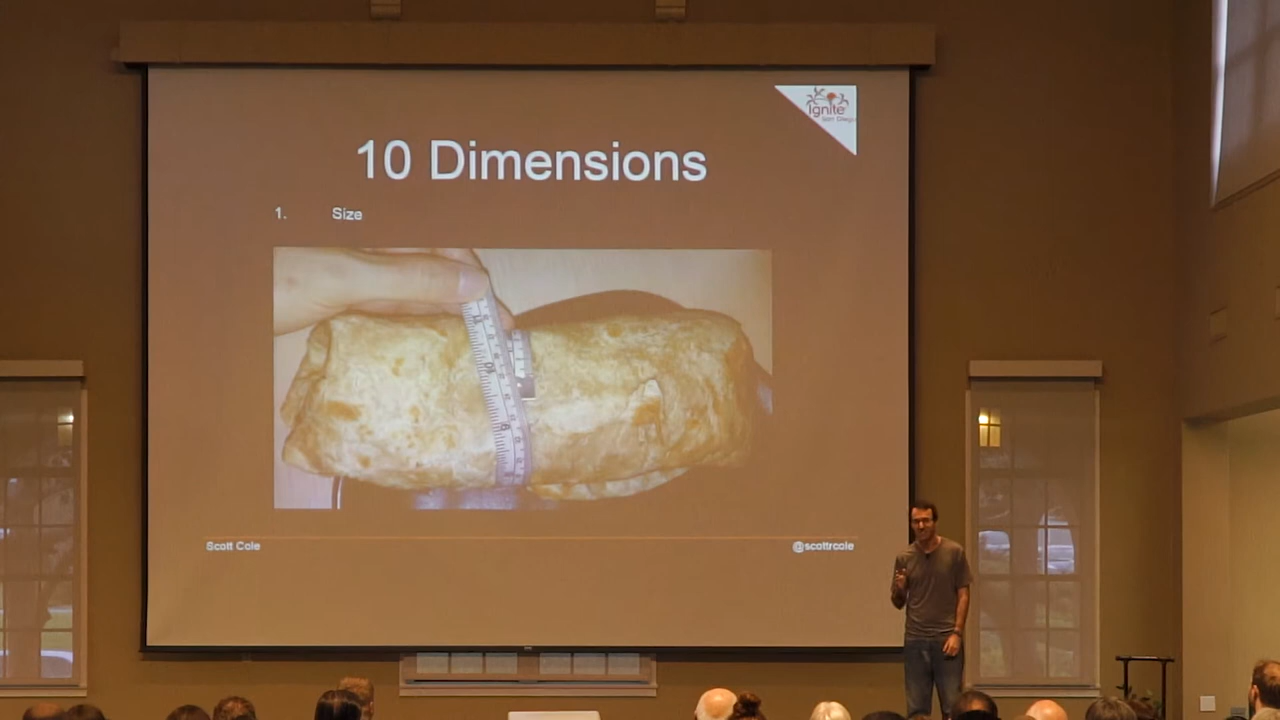 Ignite
San Diego
10 Dimensions
1. Size
Scott Cole
@scottrcole